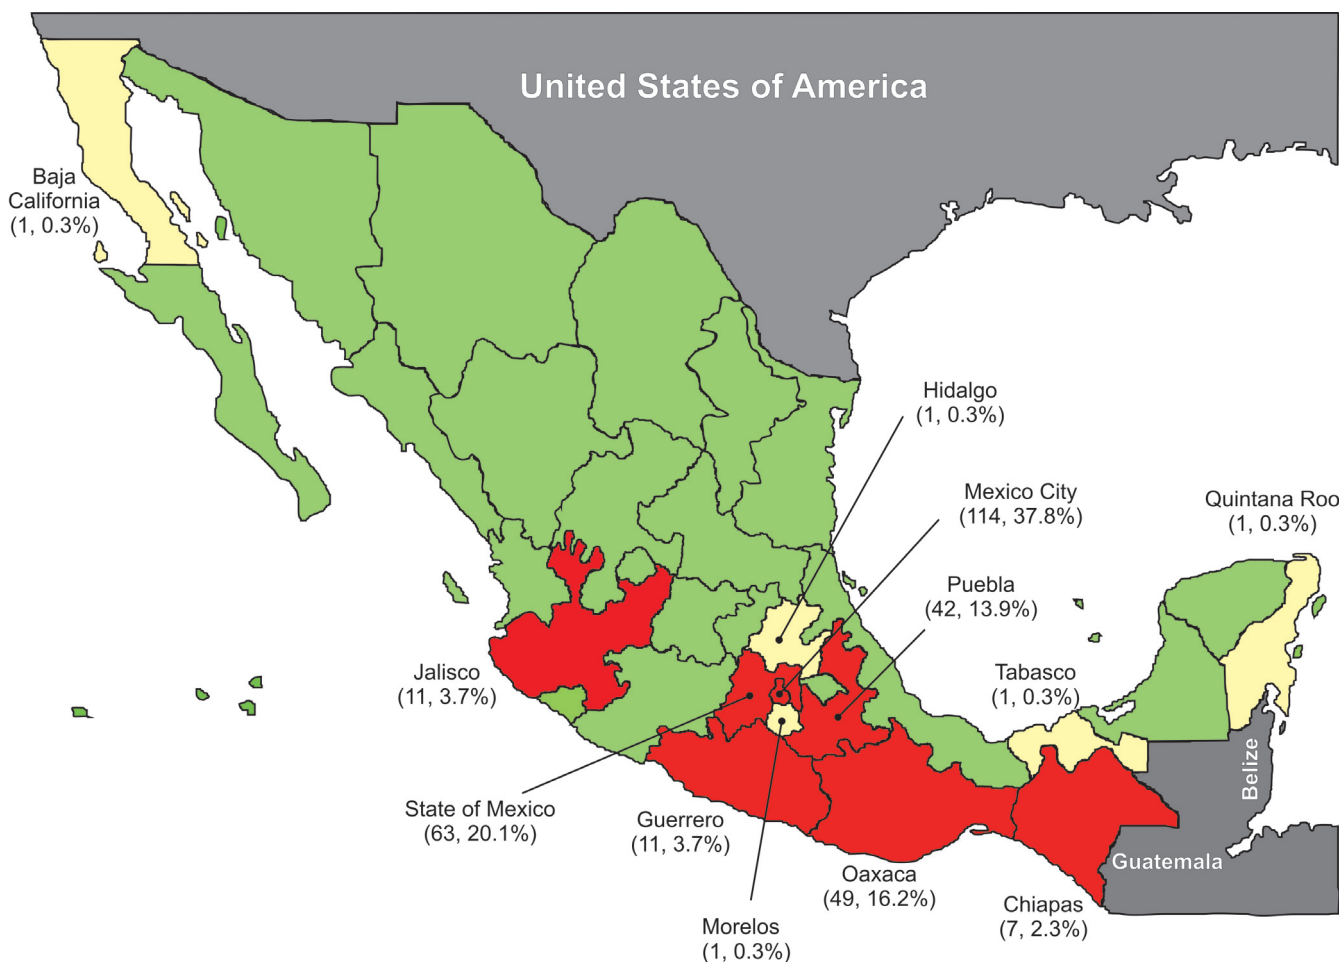 United States of America
Baja
California
(1, 0.3%)
Hidalgo
(1, 0.3%)
Mexico City
(114, 37.8%)
Quintana Roo
(1, 0.3%)
Puebla
(42, 13.9%)
Jalisco
(11, 3.7%)
Tabasco
(1, 0.3%)
Belize
State of Mexico
(63, 20.1%)
Guerrero
(11, 3.7%)
Oaxaca
(49, 16.2%)
Guatemala
Chiapas
(7, 2.3%)
Morelos
(1, 0.3%)